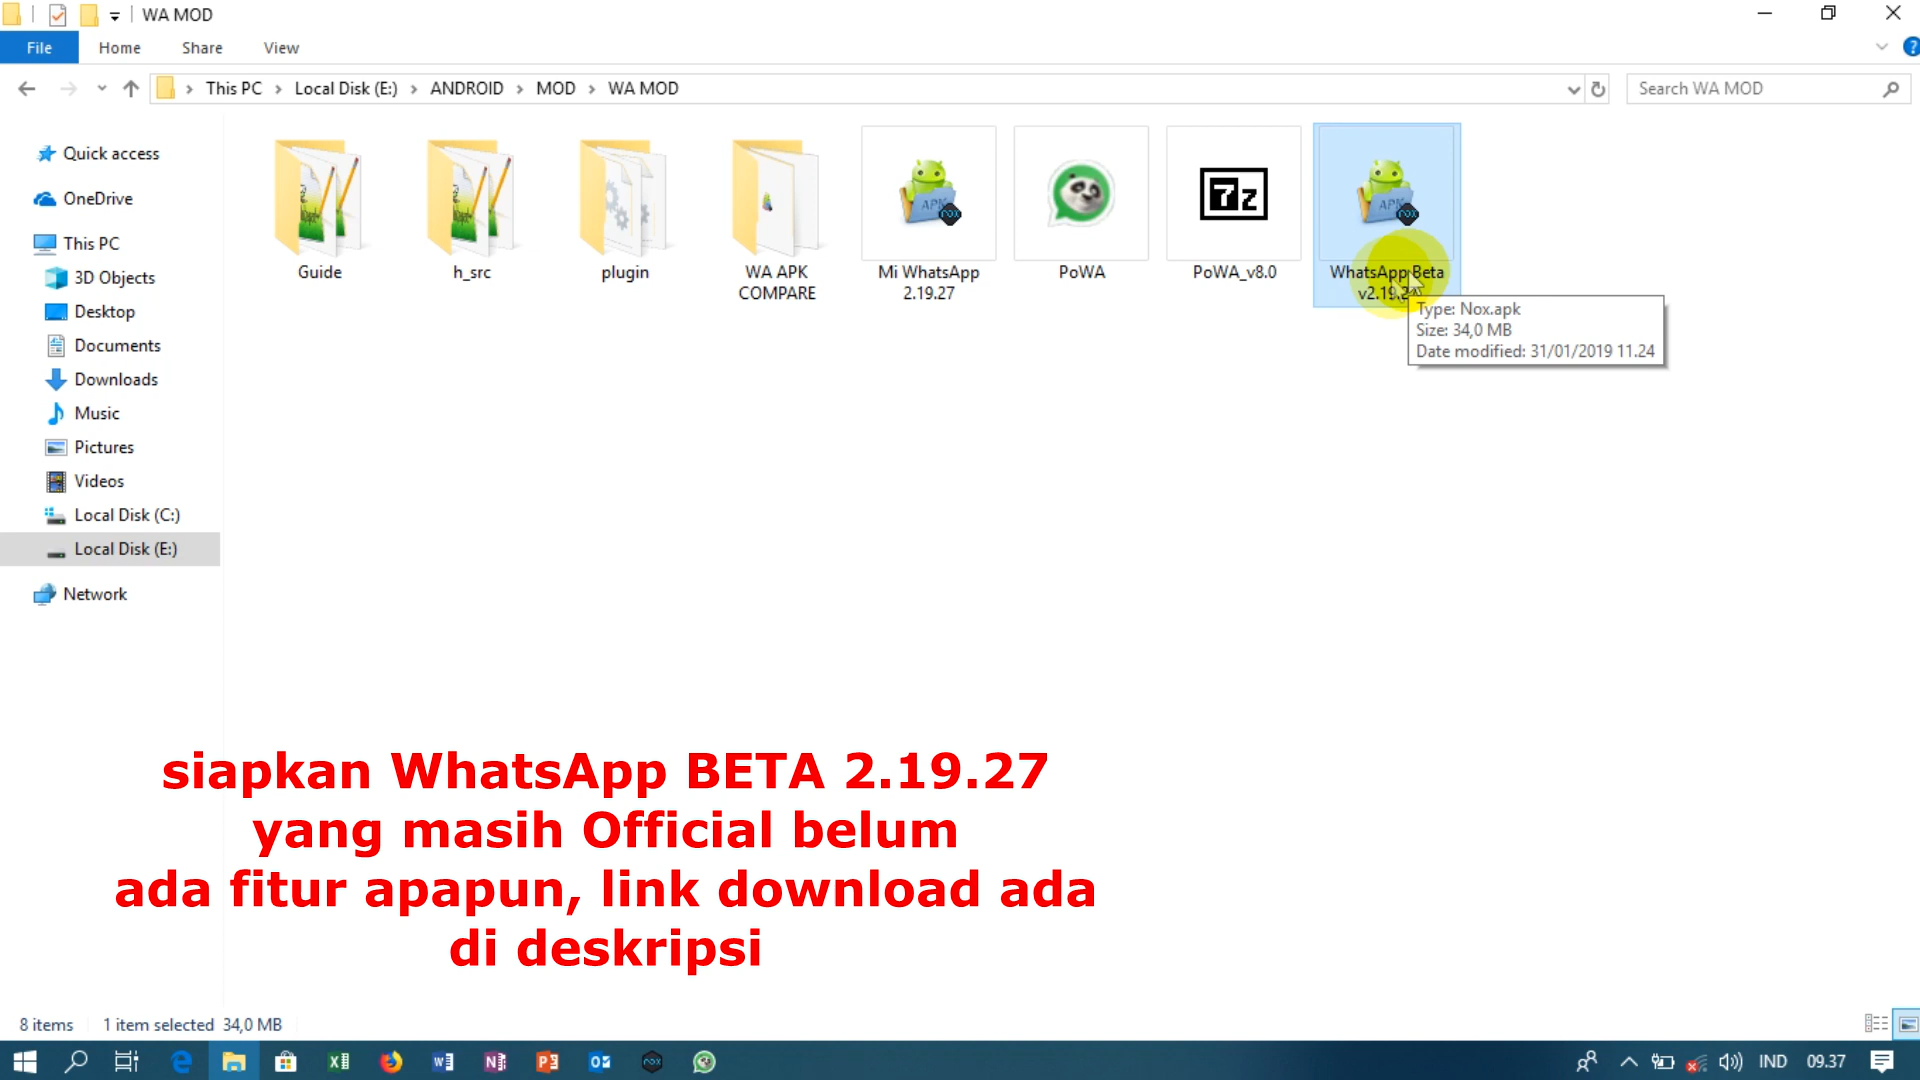 WA MOD
File Home Share View
This PC Local Disk (E:) ANDROID MOD WA MOD
Search WA MOD
Quick access
OneDrive
This PC
3D Objects
Desktop
Documents
Downloads
Music
Pictures
Videos
Local Disk (C:)
Local Disk (E:)
Network
Guide
h_src
plugin
WA APK
COMPARE
Mi WhatsApp
2.19.27
PoWA
PoWA_v8.0
WhatsApp Beta
Type: Nox.apk
Size: 34,0 MB
Date modified: 31/01/2019 11.24
siapkan WhatsApp BETA 2.19.27
yang masih Official belum
ada fitur apapun, link download ada
di deskripsi
8 items 1 item selected 34,0 MB
IND 09.37